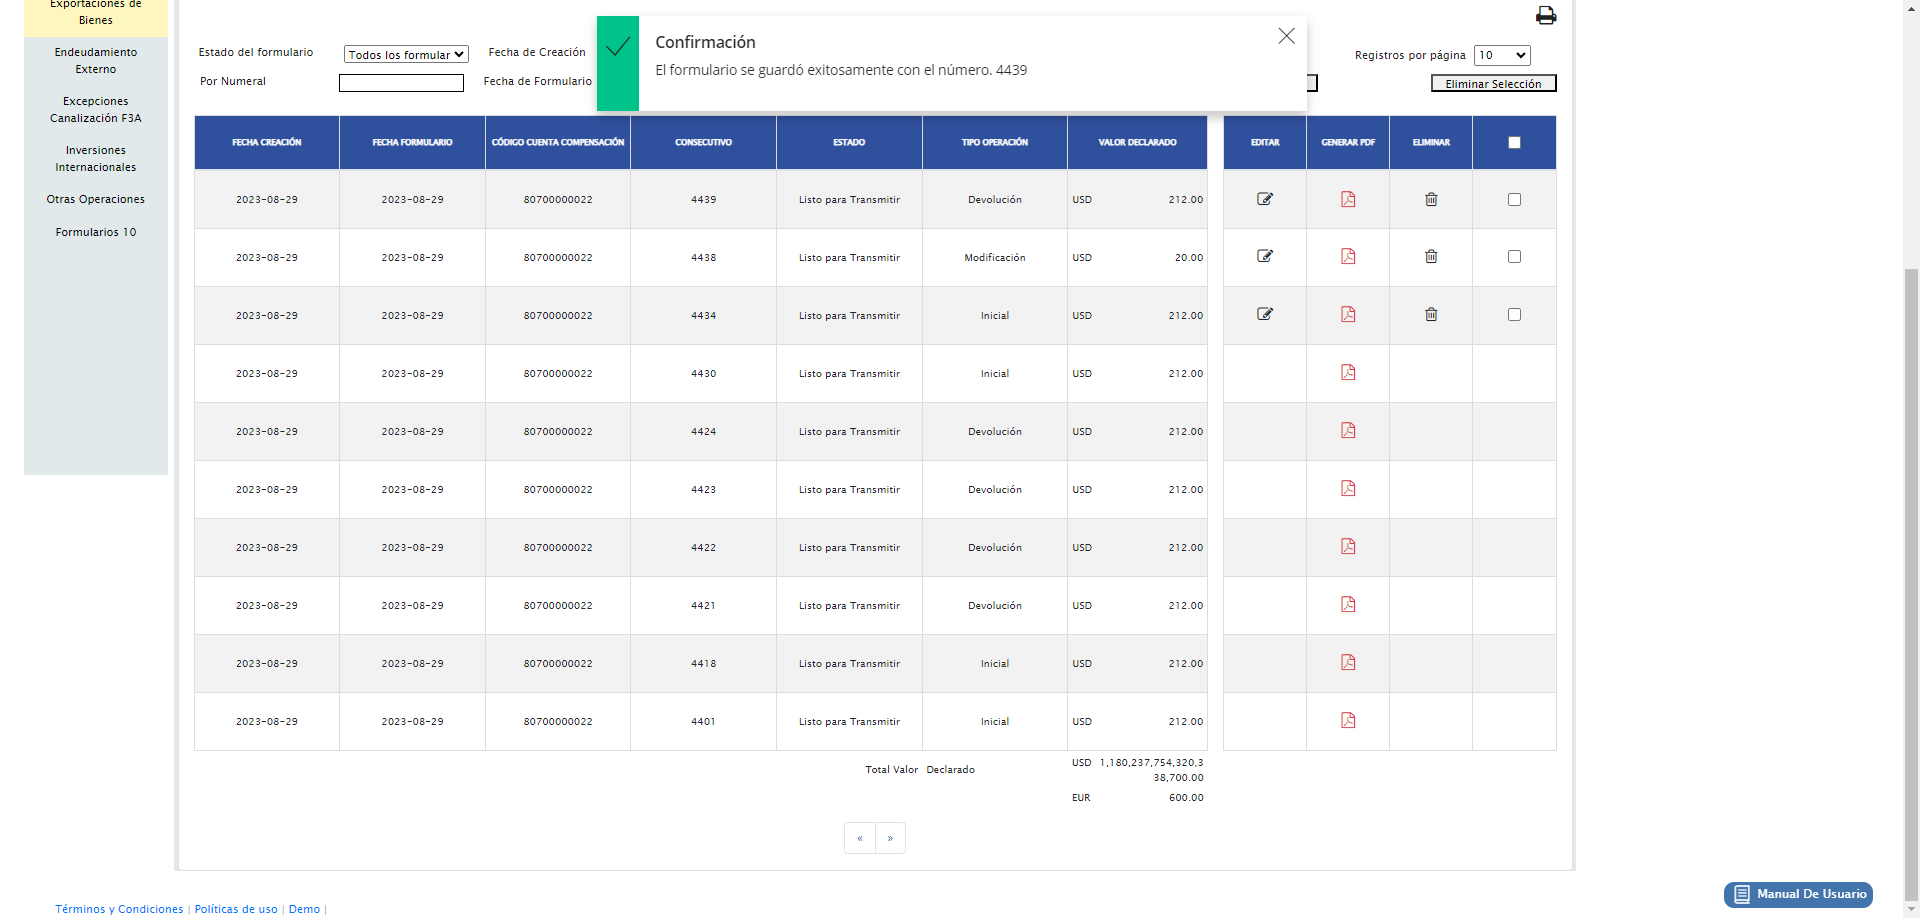 Exportaciones de
Bienes
Endeudamiento
Externo
Excepciones
Canalización F3A
Inversiones
Internacionales
Otras Operaciones
Formularios 10
Confirmación
El formulario se guardó exitosamente con el número. 4439
Estado del formulario Todos los formular Fecha de Creación Registros por página 10
Por Numeral Fecha de Formulario Eliminar Selección
FECHA CREACIÓN FECHA FORMULARIO CÓDIGO CUENTA COMPENSACIÓN CONSECUTIVO ESTADO TIPO OPERACIÓN VALOR DECLARADO EDITAR GENERAR PDF ELIMINAR
2023-08-29 2023-08-29 80700000022 4439 Listo para Transmitir Devolución USD 212.00
2023-08-29 2023-08-29 80700000022 4438 Listo para Transmitir Modificación USD 20.00
2023-08-29 2023-08-29 80700000022 4434 Listo para Transmitir Inicial USD 212.00
2023-08-29 2023-08-29 80700000022 4430 Listo para Transmitir Inicial USD 212.00
2023-08-29 2023-08-29 80700000022 4424 Listo para Transmitir Devolución USD 212.00
2023-08-29 2023-08-29 80700000022 4423 Listo para Transmitir Devolución USD 212.00
2023-08-29 2023-08-29 80700000022 4422 Listo para Transmitir Devolución USD 212.00
2023-08-29 2023-08-29 80700000022 4421 Listo para Transmitir Devolución USD 212.00
2023-08-29 2023-08-29 80700000022 4418 Listo para Transmitir Inicial USD 212.00
2023-08-29 2023-08-29 80700000022 4401 Listo para Transmitir Inicial USD 212.00
Total Valor Declarado USD 1,180,237,754,320,3
38,700.00
EUR 600.00
« »
Manual De Usuario
Términos y Condiciones | Políticas de uso | Demo |